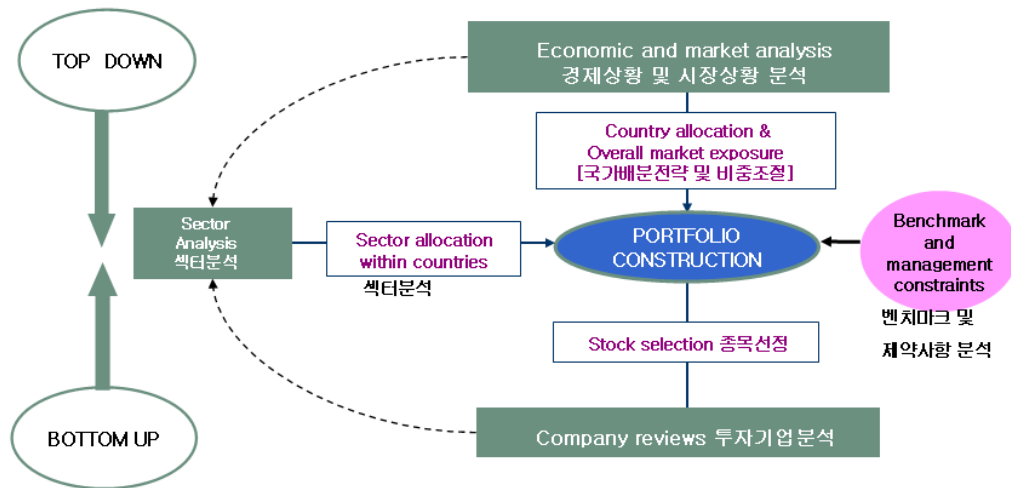 TOP DOWN
Economic and market analysis
경제상황 및 시장상황 분석
Country allocation &
Overall market exposure
[국가배분전략 및 비중조절]
Sector
Analysis
섹터분석
Sector allocation
within countries
섹터분석
PORTFOLIO
CONSTRUCTION
Benchmark
and
management
constraints
벤치마크 및
제약사항 분석
Stock selection 종목선정
BOTTOM UP
Company reviews 투자기업분석